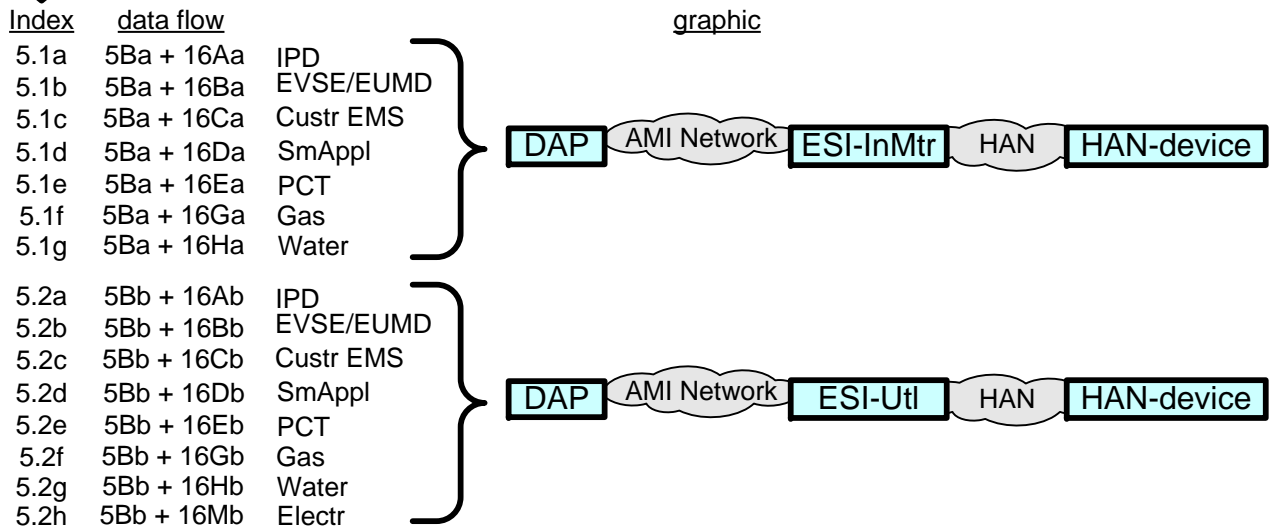 Index data flow graphic
5.1a 5Ba + 16Aa IPD
5.1b 5Ba + 16Ba EVSE/EUMD
5.1c 5Ba + 16Ca Custr EMS
5.1d 5Ba + 16Da SmAppl
5.1e 5Ba + 16Ea PCT
5.1f 5Ba + 16Ga Gas
5.1g 5Ba + 16Ha Water
DAP AMI Network ESI-InMtr HAN HAN-device
5.2a 5Bb + 16Ab IPD
5.2b 5Bb + 16Bb EVSE/EUMD
5.2c 5Bb + 16Cb Custr EMS
5.2d 5Bb + 16Db SmAppl
5.2e 5Bb + 16Eb PCT
5.2f 5Bb + 16Gb Gas
5.2g 5Bb + 16Hb Water
5.2h 5Bb + 16Mb Electr
DAP AMI Network ESI-Utl HAN HAN-device